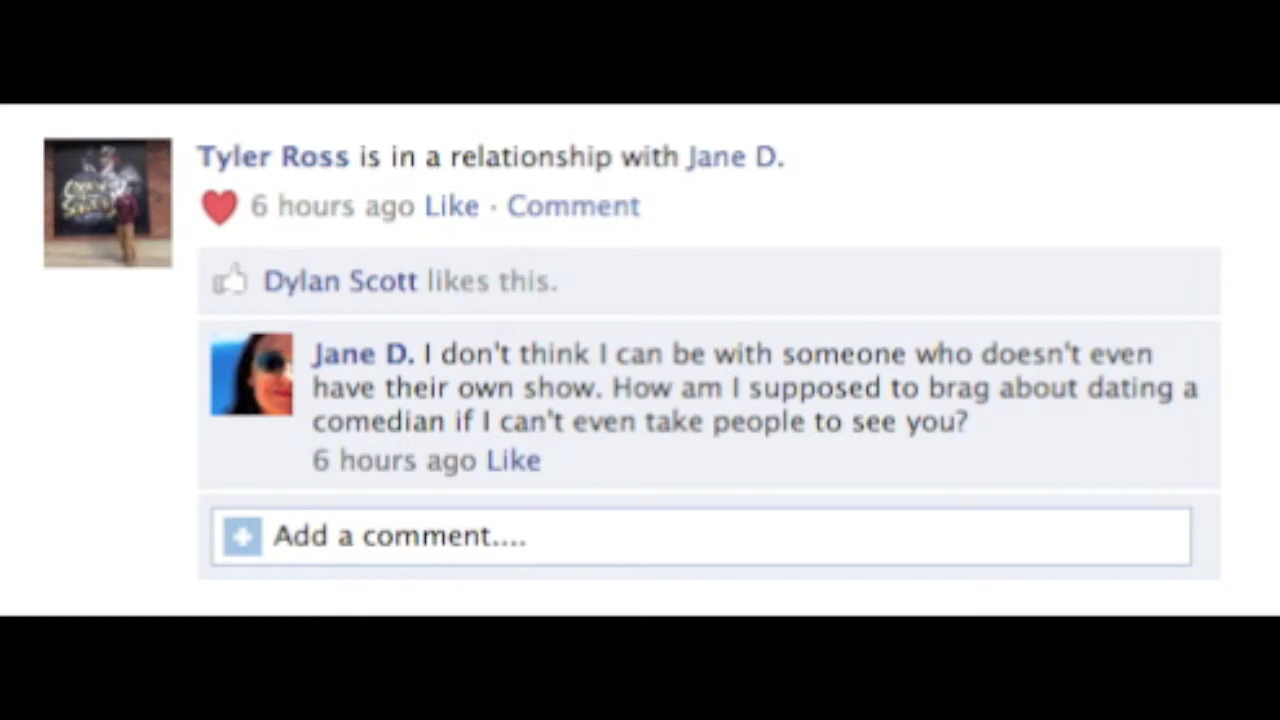 Tyler Ross is in a relationship with Jane D.
6 hours ago Like · Comment
Dylan Scott likes this.
Jane D. I don't think I can be with someone who doesn't even
have their own show. How am I supposed to brag about dating a
comedian if I can't even take people to see you?
6 hours ago Like
Add a comment....